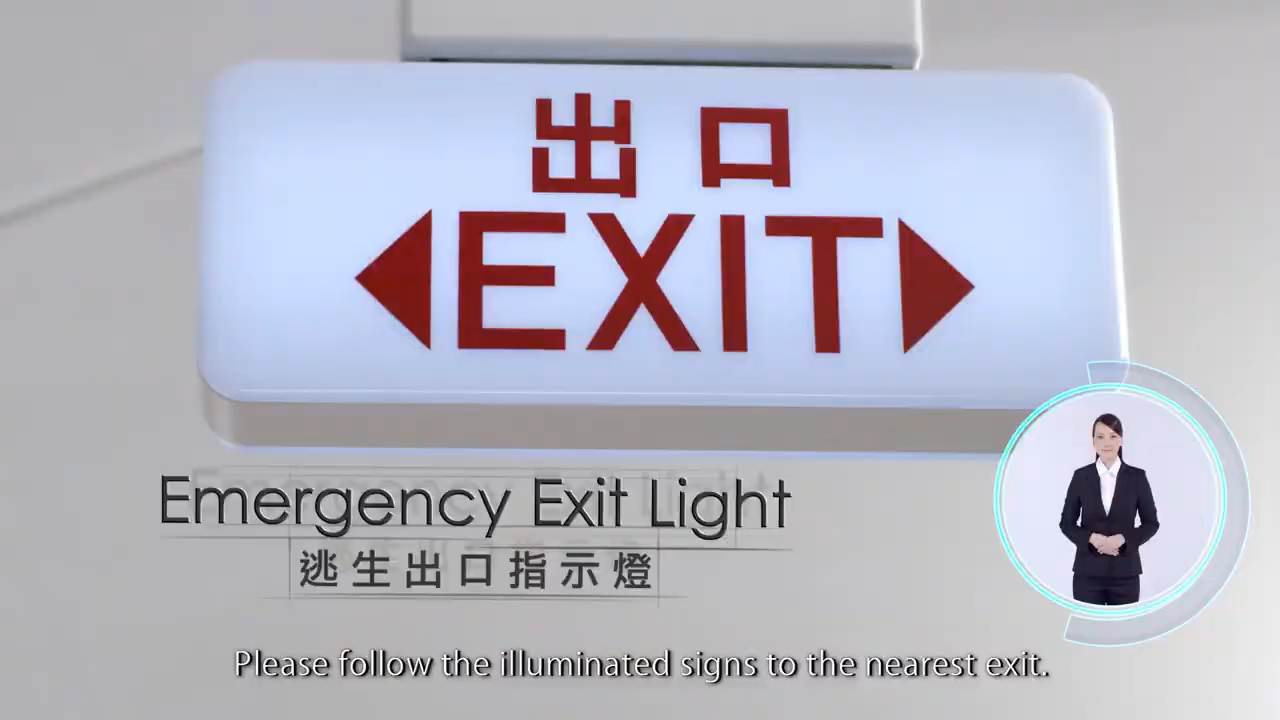 出口
EXIT
Emergency Exit Light
逃生出口指示燈
Please follow the illuminated signs to the nearest exit.